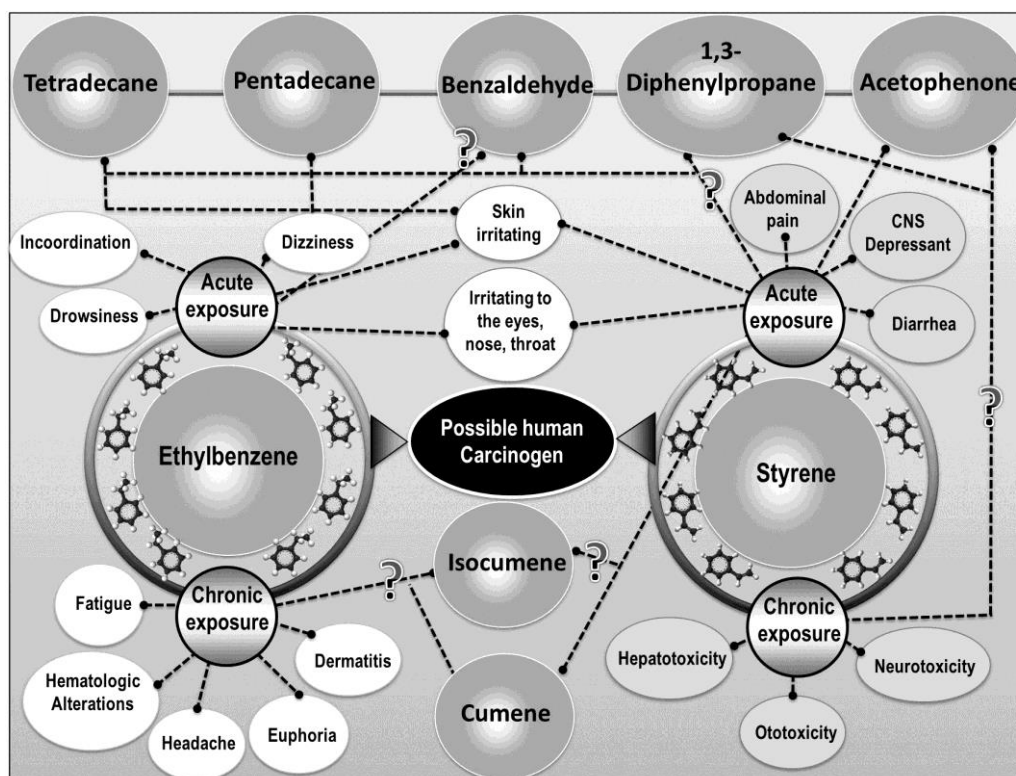 Tetradecane
Pentadecane
Benzaldehyde
1,3-
Diphenylpropane
Acetophenone
?
?
?
Incoordination
Dizziness
Skin
irritating
Abdominal
pain
CNS
Depressant
Drowsiness
Acute
exposure
Irritating to
the eyes,
nose, throat
Acute
exposure
Diarrhea
Ethylbenzene
Possible human
Carcinogen
Styrene
?
Isocumene
?
?
Fatigue
Chronic
exposure
Dermatitis
Hematologic
Alterations
Headache
Euphoria
Cumene
Chronic
exposure
Hepatotoxicity
Neurotoxicity
Ototoxicity